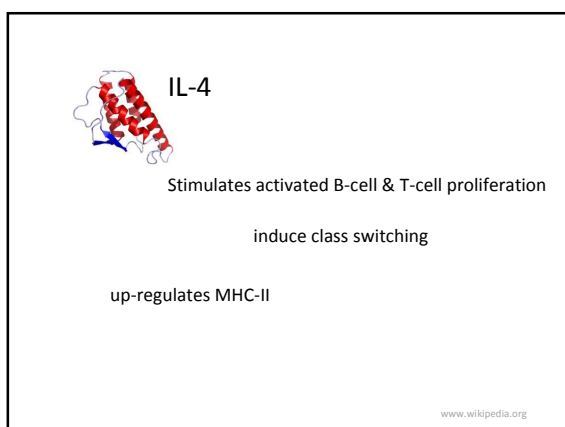 IL-4
Stimulates activated B-cell & T-cell proliferation
induce class switching
up-regulates MHC-II
www.wikipedia.org